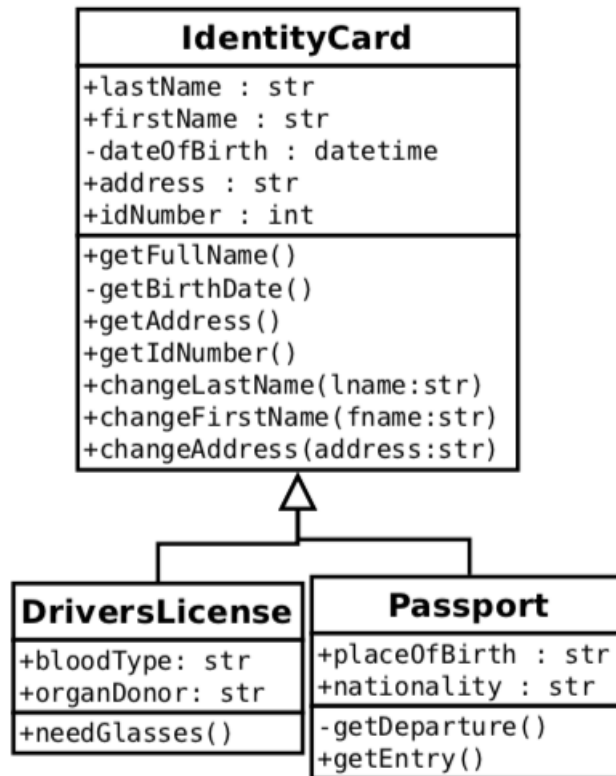 IdentityCard
+lastName : str
+firstName : str
-dateOfBirth : datetime
+address : str
+idNumber : int
+getFullName()
-getBirthDate()
+getAddress()
+getIdNumber()
+changeLastName(lname:str)
+changeFirstName(fname:str)
+changeAddress(address:str)
DriversLicense
+bloodType: str
+organDonor: str
+needGlasses()
Passport
+placeOfBirth : str
+nationality : str
-getDeparture()
+getEntry()